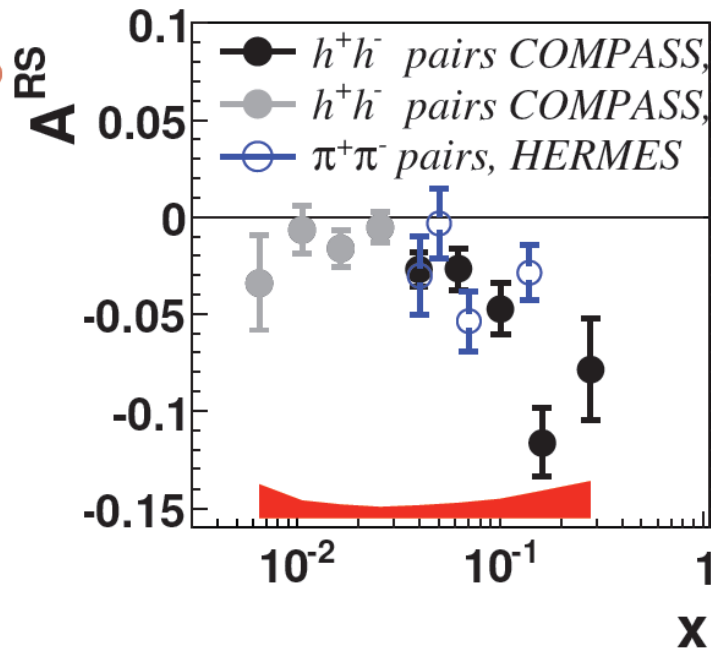 0.1
h⁺h⁻ pairs COMPASS,
h⁺h⁻ pairs COMPASS,
π⁺π⁻ pairs, HERMES
A^RS
0.05
0
-0.05
-0.1
-0.15
10⁻² 10⁻¹ 1
x